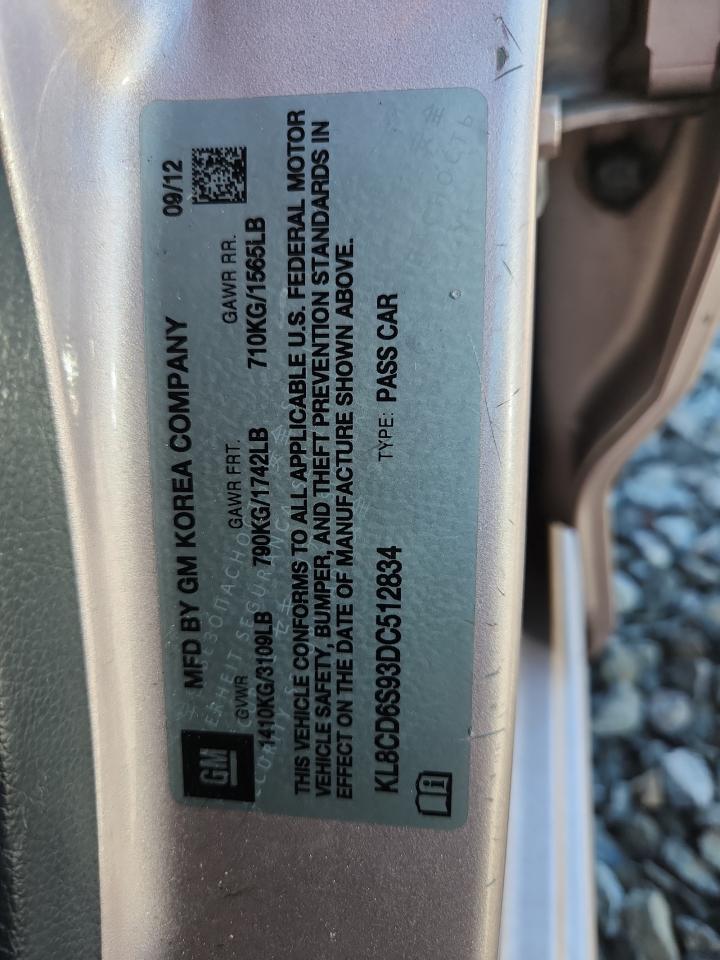 MFD BY GM KOREA COMPANY 09/12
GVWR GAWR FRT. GAWR RR.
1410KG/3109LB 790KG/1742LB 710KG/1565LB
THIS VEHICLE CONFORMS TO ALL APPLICABLE U.S. FEDERAL MOTOR
VEHICLE SAFETY, BUMPER, AND THEFT PREVENTION STANDARDS IN
EFFECT ON THE DATE OF MANUFACTURE SHOWN ABOVE.
KL8CD6S93DC512834 TYPE: PASS CAR
GM